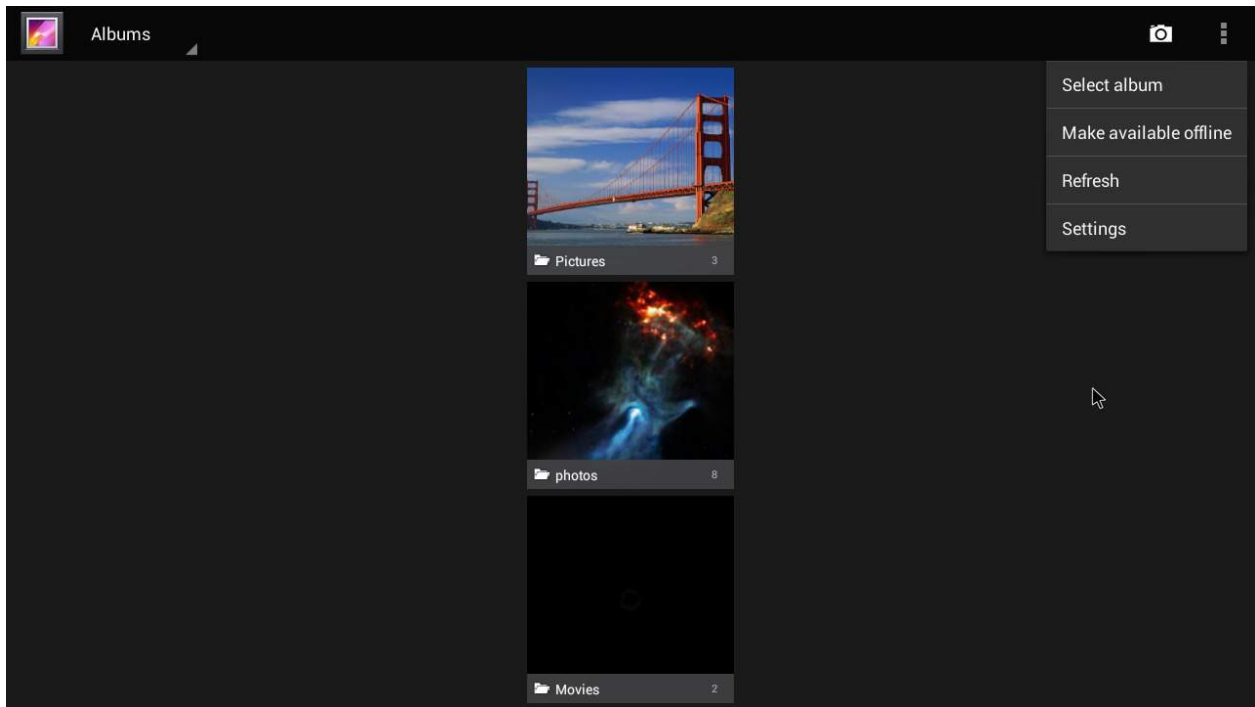 Albums
Select album
Make available offline
Refresh
Settings
Pictures 3
photos 8
Movies 2